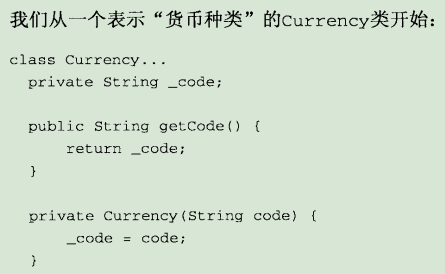 我们从一个表示“货币种类”的Currency类开始：
class Currency...
  private String _code;

  public String getCode() {
      return _code;
  }

  private Currency(String code) {
      _code = code;
  }